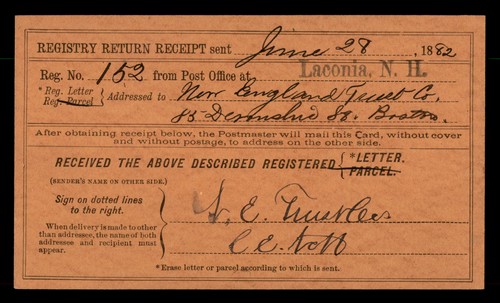 REGISTRY RETURN RECEIPT sent June 28, 1882
Reg. No. 152 from Post Office at Laconia, N. H.
*Reg. Letter
Reg. Parcel } Addressed to { New England Trust Co.
85 Devonshire St. Boston
After obtaining receipt below, the Postmaster will mail this Card, without cover
and without postage, to address on the other side.
RECEIVED THE ABOVE DESCRIBED REGISTERED { *LETTER.
PARCEL.
(SENDER'S NAME ON OTHER SIDE.)
Sign on dotted lines
to the right.
When delivery is made to other
than addressee, the name of both
addressee and recipient must
appear.
N. E. Trust Co
C E Nott
*Erase letter or parcel according to which is sent.